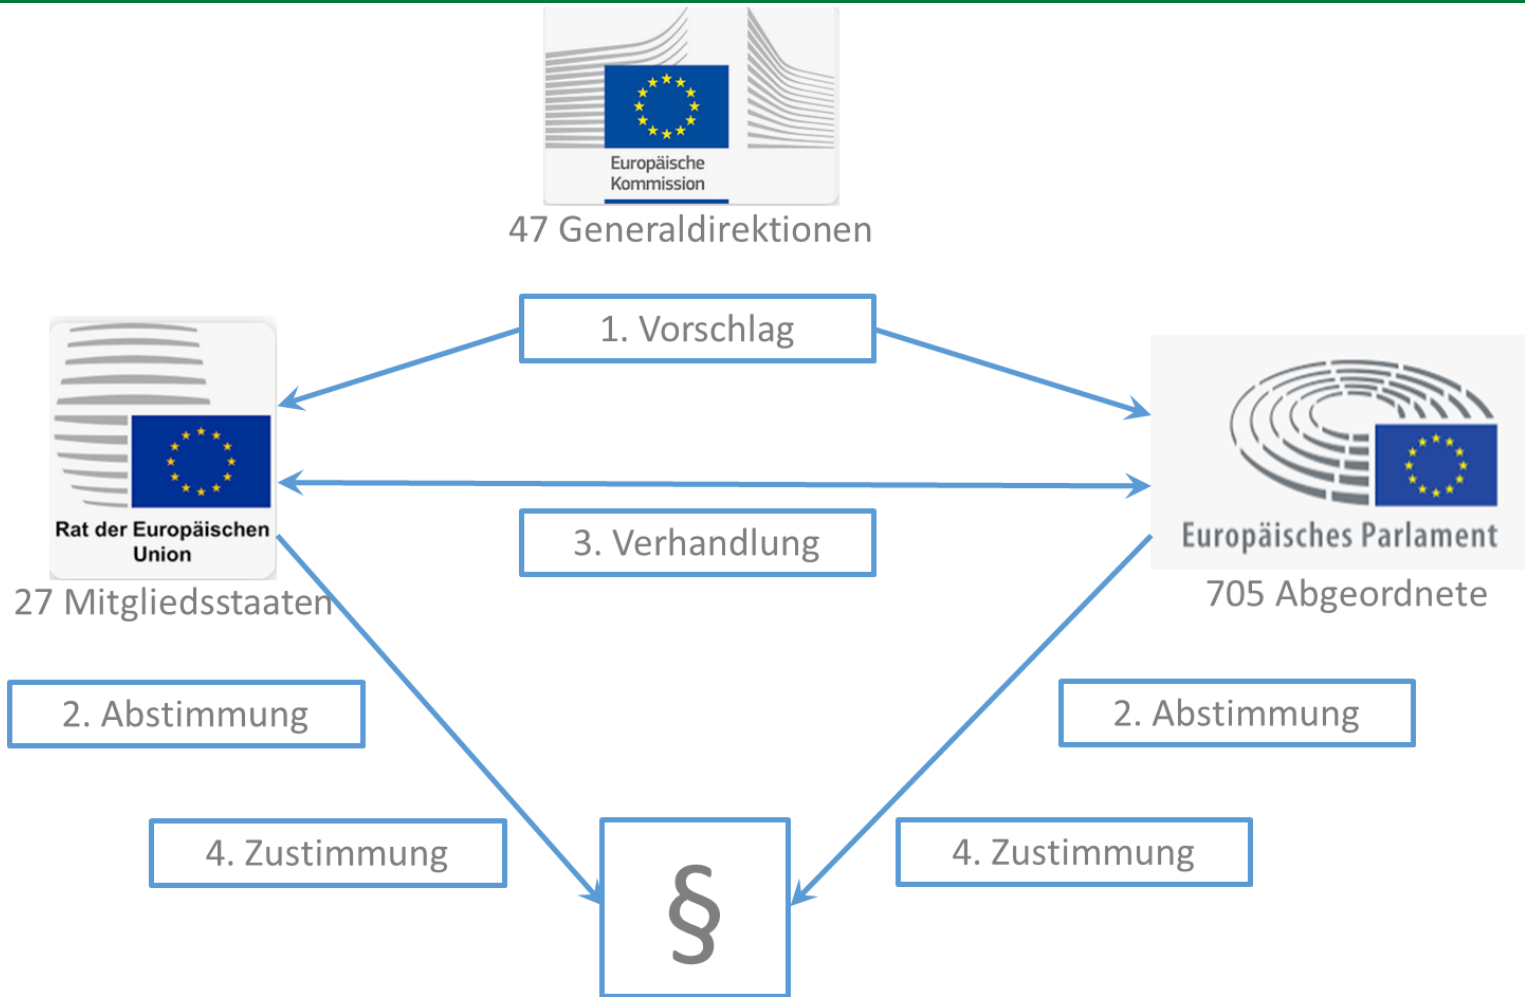 Europäische
Kommission
47 Generaldirektionen
1. Vorschlag
Rat der Europäischen
Union
27 Mitgliedsstaaten
Europäisches Parlament
705 Abgeordnete
3. Verhandlung
2. Abstimmung
2. Abstimmung
4. Zustimmung
4. Zustimmung
§